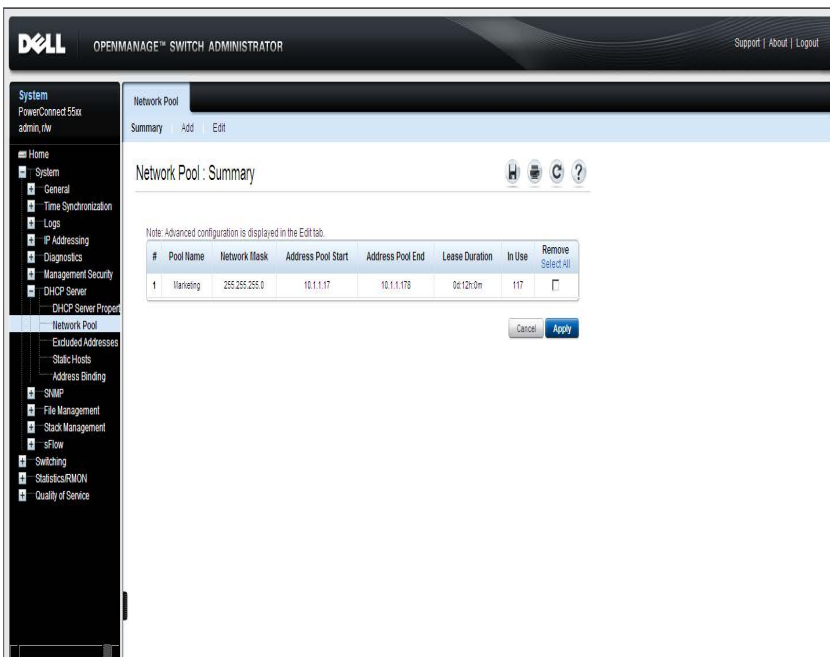 DELL OPENMANAGE™ SWITCH ADMINISTRATOR
Support | About | Logout
System
PowerConnect 55xx
admin, r/w
Home
System
General
Time Synchronization
Logs
IP Addressing
Diagnostics
Management Security
DHCP Server
DHCP Server Propert
Network Pool
Excluded Addresses
Static Hosts
Address Binding
SNMP
File Management
Stack Management
sFlow
Switching
Statistics/RMON
Quality of Service
Network Pool
Summary Add Edit
Network Pool : Summary
Note: Advanced configuration is displayed in the Edit tab.
# Pool Name Network Mask Address Pool Start Address Pool End Lease Duration In Use Remove Select All
1 Marketing 255.255.255.0 10.1.1.17 10.1.1.178 0d:12h:0m 117
Cancel Apply